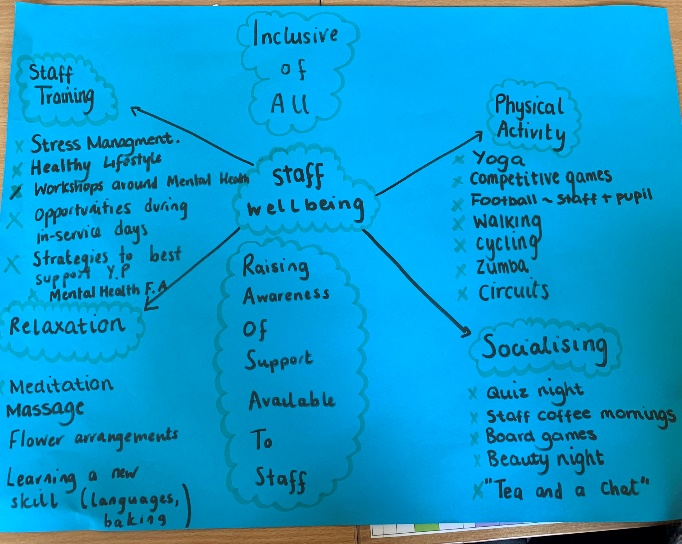 Inclusive
of
All
Staff
Training
x Stress Managment.
x Healthy Lifestyle
x Workshops around Mental Health
x Opportunities during
in-service days
x Strategies to best
support Y.P
x Mental Health F.A
Staff
wellbeing
Physical
Activity
x Yoga
x Competitive games
x Football ~ staff + pupil
x Walking
x Cycling
x Zumba
x Circuits
Relaxation
Meditation
Massage
Flower arrangements
Learning a new
skill (languages,
baking)
Raising
Awareness
Of
Support
Available
To
Staff
Socialising
x Quiz night
x Staff coffee mornings
x Board games
x Beauty night
x "Tea and a Chat"